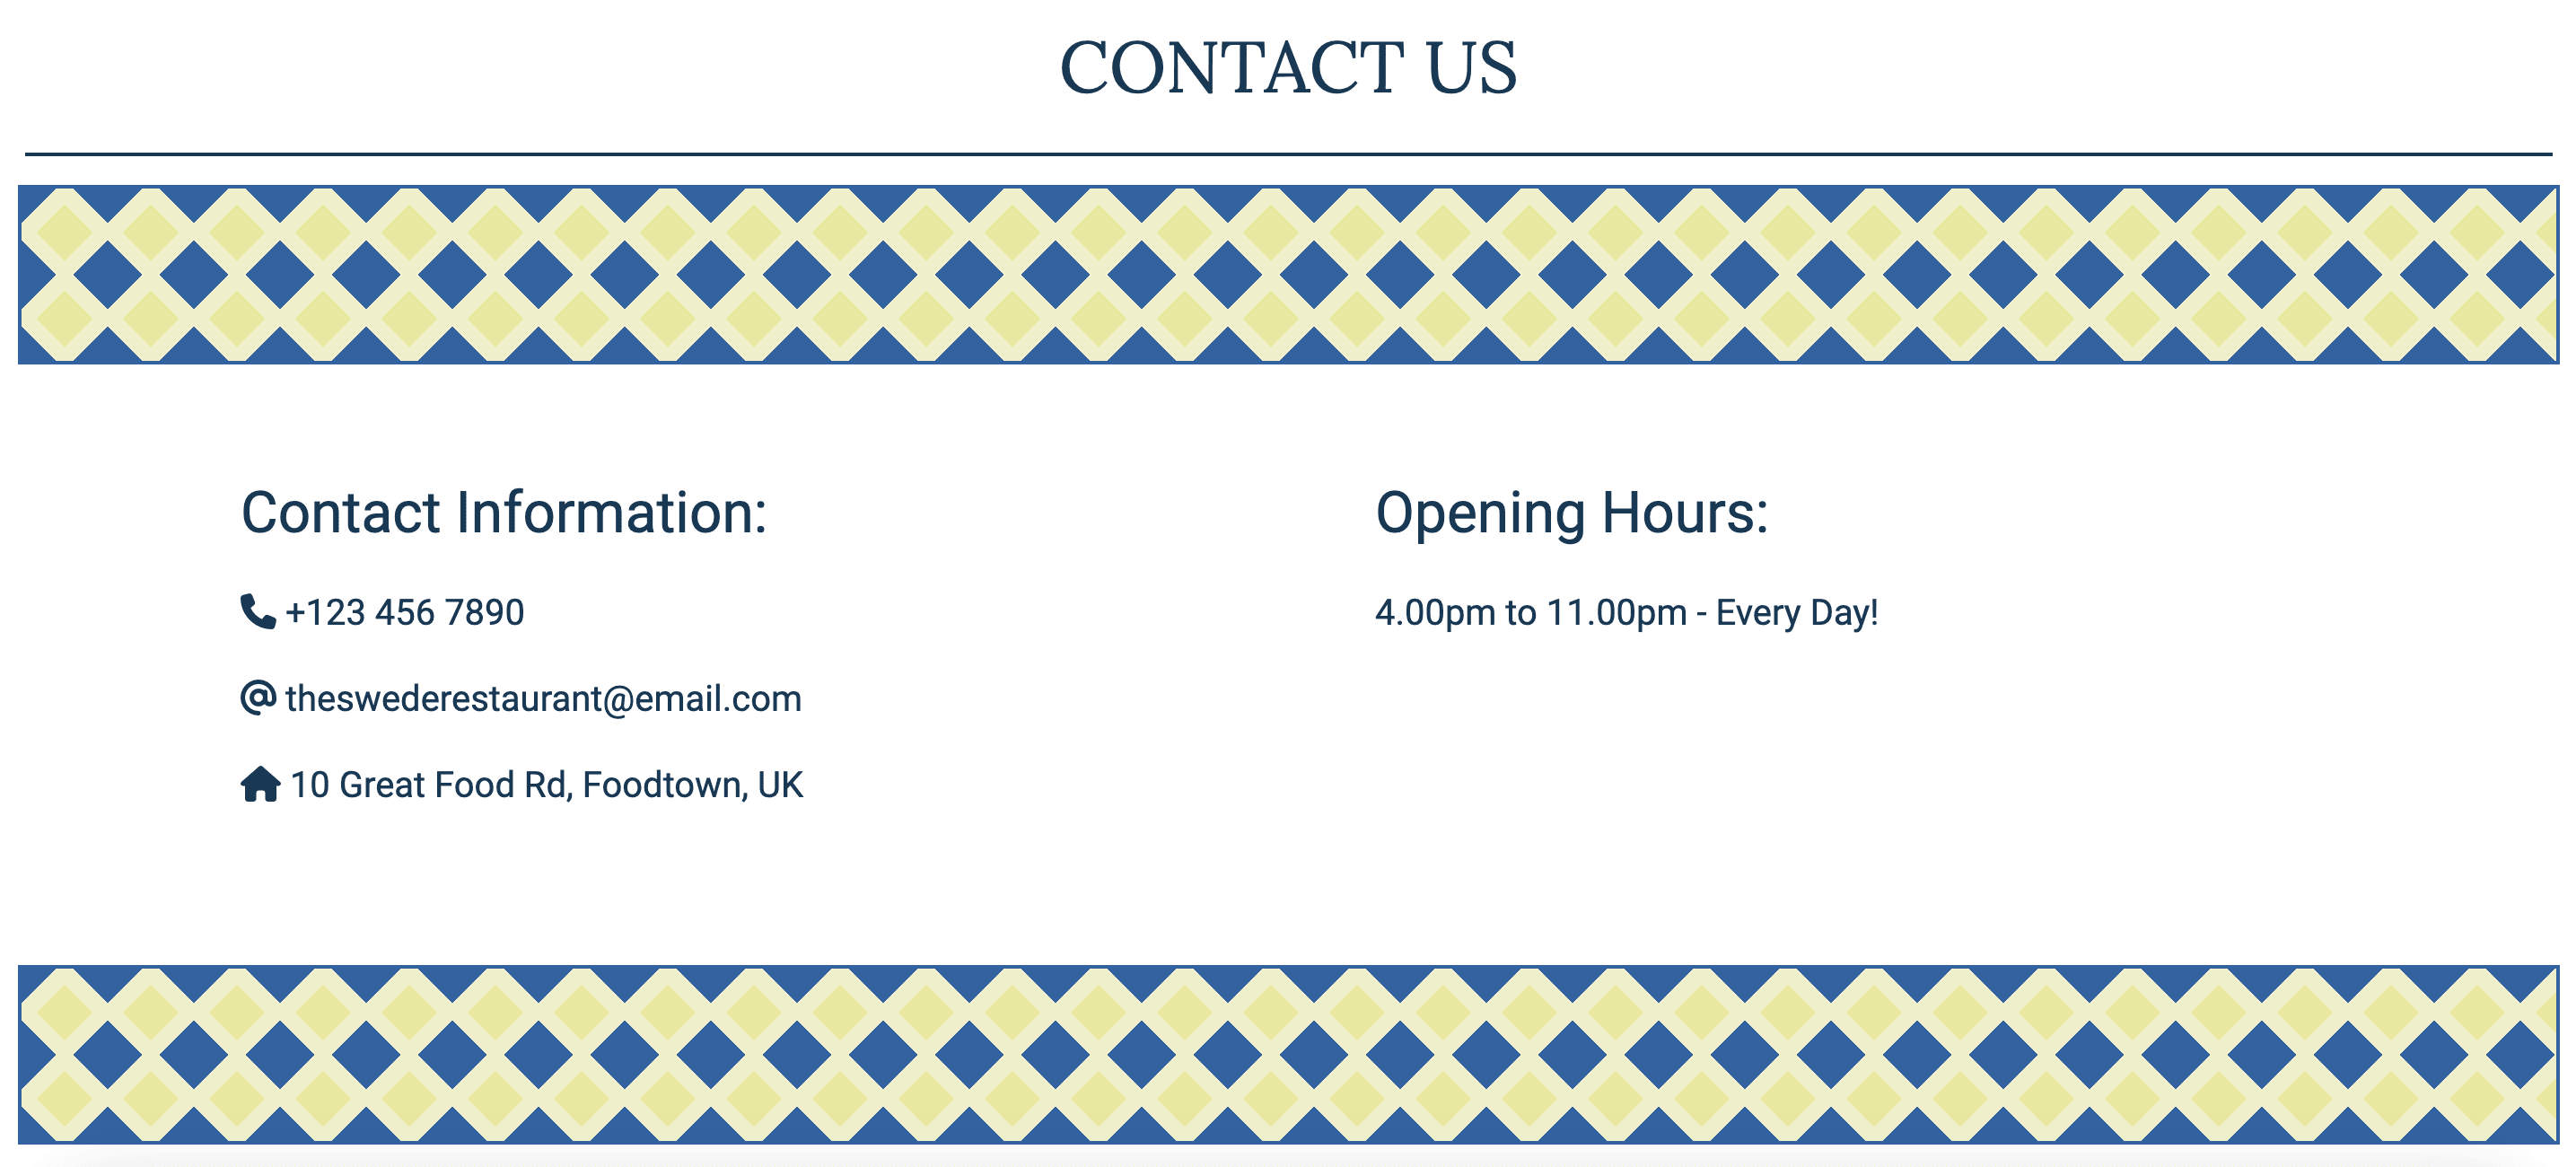 CONTACT US
Contact Information:
+123 456 7890
theswederestaurant@email.com
10 Great Food Rd, Foodtown, UK
Opening Hours:
4.00pm to 11.00pm - Every Day!